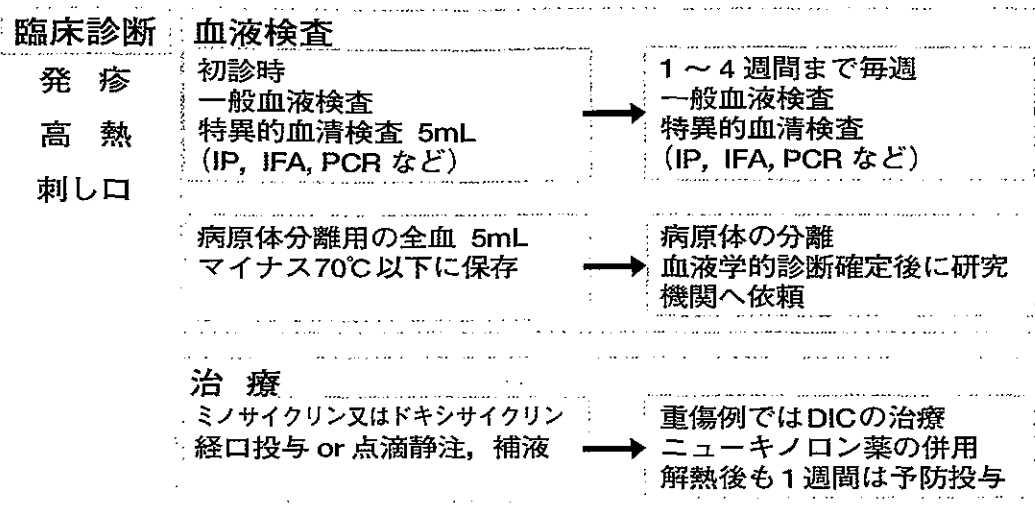 臨床診断
発 疹
高 熱
刺し口
血液検査
初診時
一般血液検査
特異的血清検査 5mL
(IP, IFA, PCR など)
1～4週間まで毎週
一般血液検査
特異的血清検査
(IP, IFA, PCR など)
病原体分離用の全血 5mL
マイナス70℃以下に保存
病原体の分離
血液学的診断確定後に研究
機関へ依頼
治 療
ミノサイクリン又はドキシサイクリン
経口投与 or 点滴静注，補液
重傷例ではDICの治療
ニューキノロン薬の併用
解熱後も1週間は予防投与